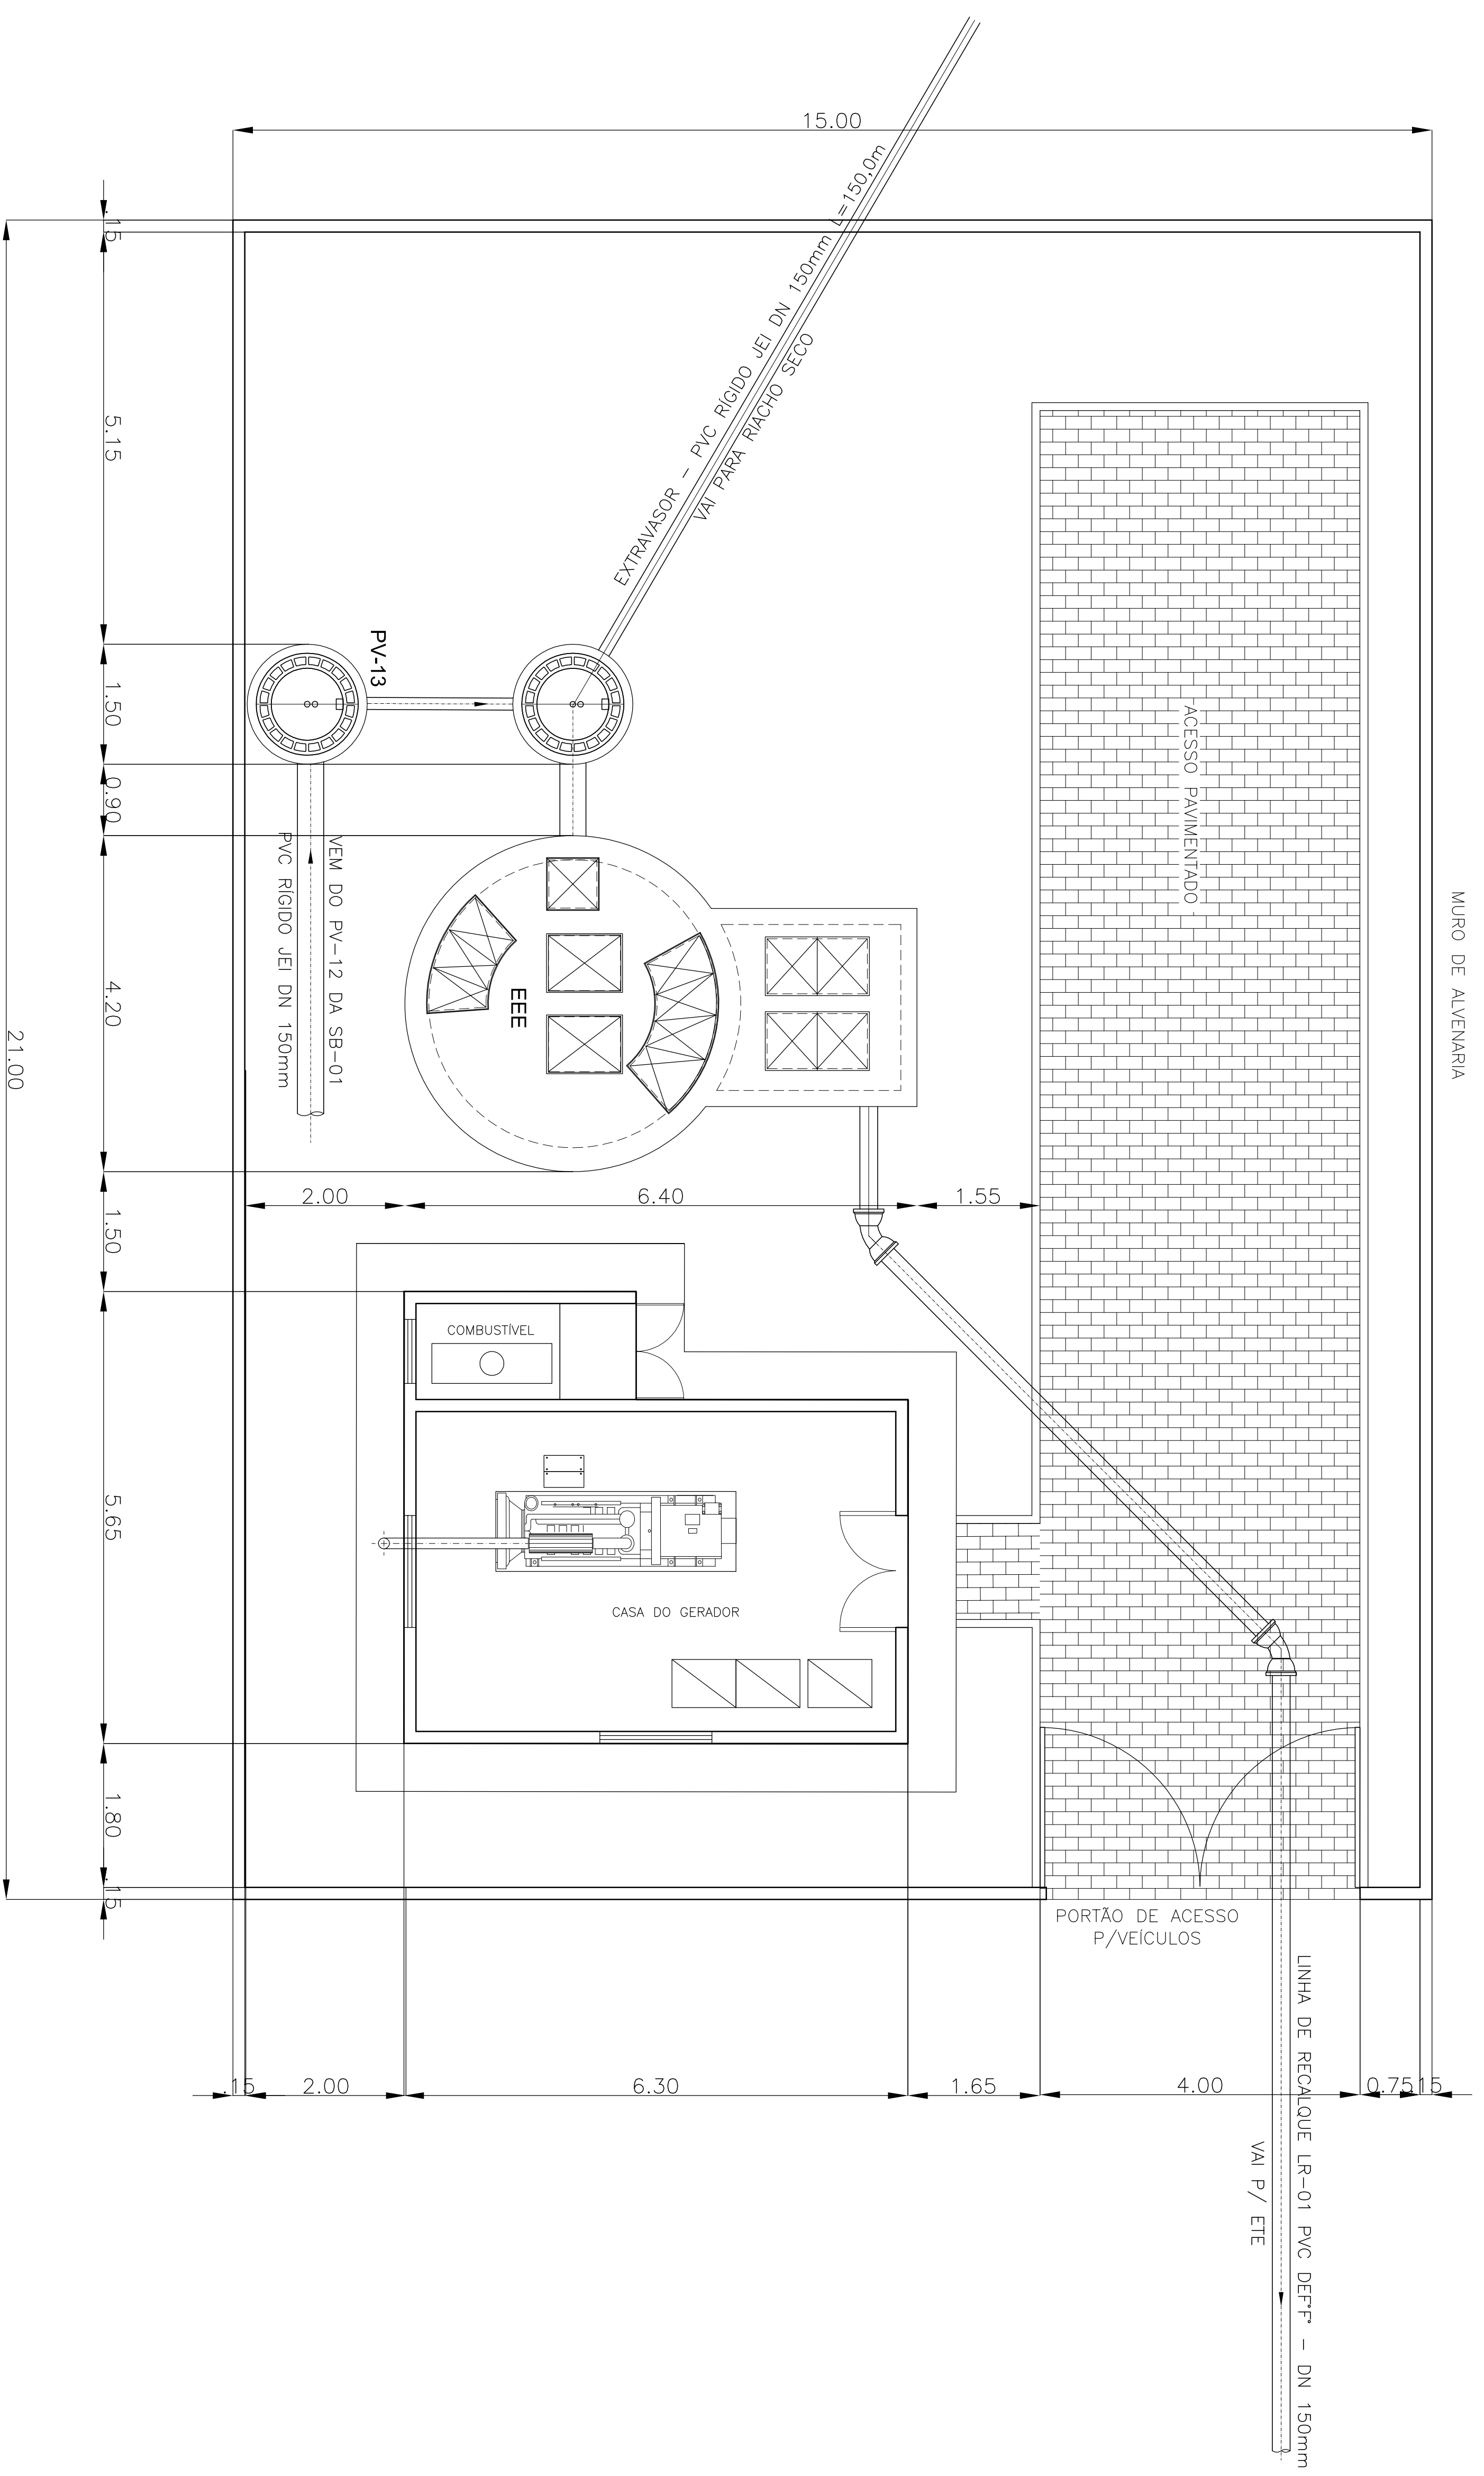 15.00
.15
5.15
1.50
0.90
4.20
1.50
5.65
1.80
.15
21.00
EXTRAVASOR - PVC RÍGIDO JEI DN 150mm L=150,0m
VAI PARA RIACHO SECO
PV-13
VEM DO PV-12 DA SB-01
PVC RÍGIDO JEI DN 150mm
EEE
ACESSO PAVIMENTADO
MURO DE ALVENARIA
2.00
6.40
1.55
COMBUSTÍVEL
CASA DO GERADOR
PORTÃO DE ACESSO
P/VEÍCULOS
LINHA DE RECALQUE LR-01 PVC DEF°F° - DN 150mm
VAI P/ ETE
.15
2.00
6.30
1.65
4.00
0.75
.15